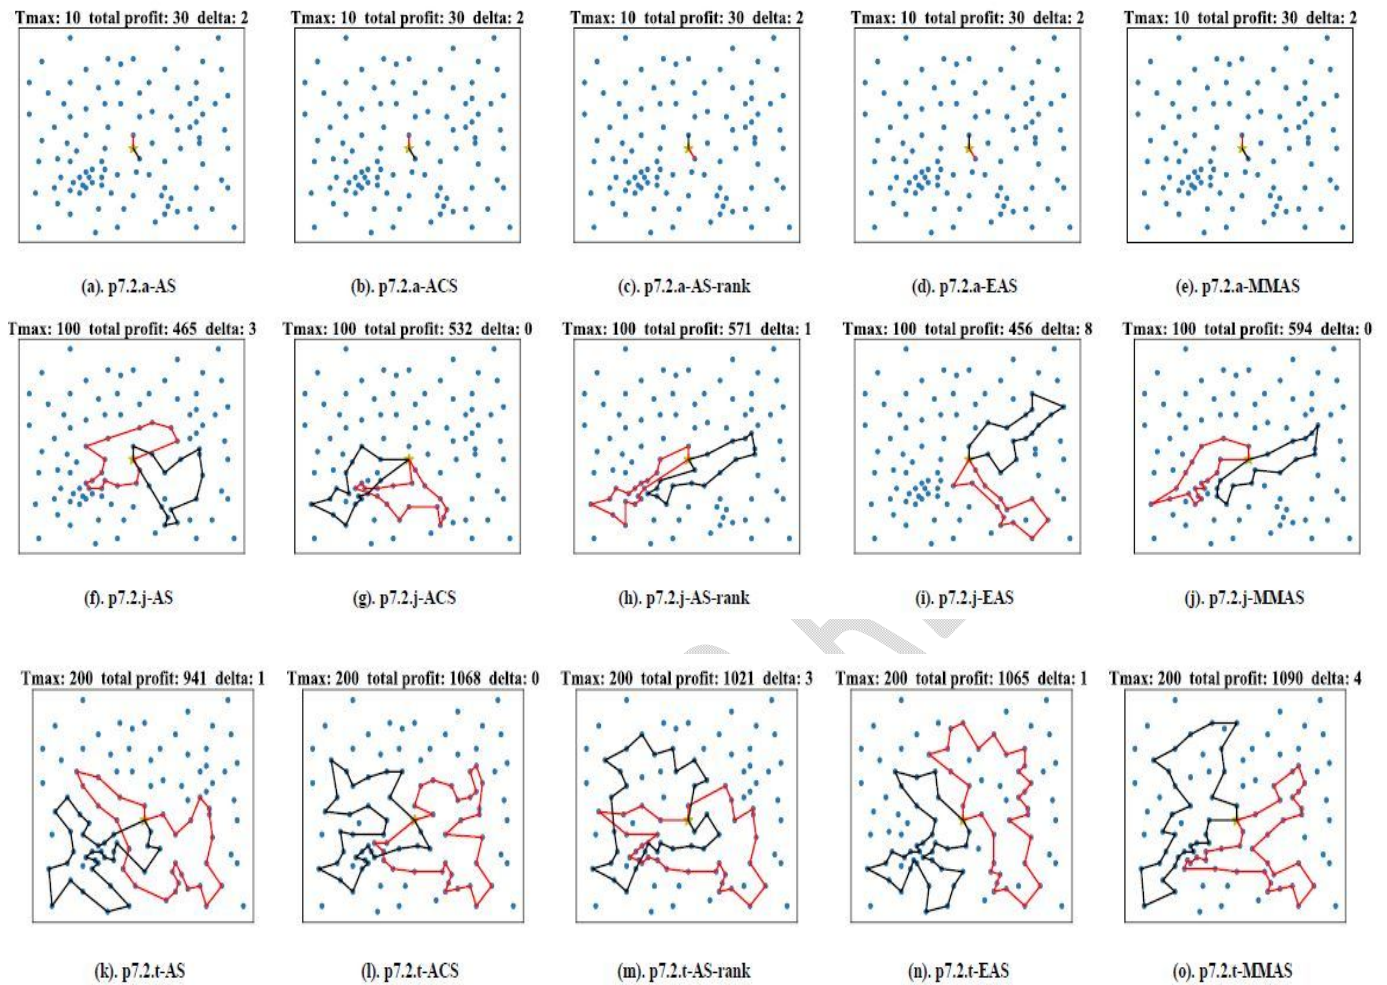 Tmax: 10 total profit: 30 delta: 2
Tmax: 10 total profit: 30 delta: 2
Tmax: 10 total profit: 30 delta: 2
Tmax: 10 total profit: 30 delta: 2
Tmax: 10 total profit: 30 delta: 2
(a). p7.2.a-AS
(b). p7.2.a-ACS
(c). p7.2.a-AS-rank
(d). p7.2.a-EAS
(e). p7.2.a-MMAS
Tmax: 100 total profit: 465 delta: 3
Tmax: 100 total profit: 532 delta: 0
Tmax: 100 total profit: 571 delta: 1
Tmax: 100 total profit: 456 delta: 8
Tmax: 100 total profit: 594 delta: 0
(f). p7.2.j-AS
(g). p7.2.j-ACS
(h). p7.2.j-AS-rank
(i). p7.2.j-EAS
(j). p7.2.j-MMAS
Tmax: 200 total profit: 941 delta: 1
Tmax: 200 total profit: 1068 delta: 0
Tmax: 200 total profit: 1021 delta: 3
Tmax: 200 total profit: 1065 delta: 1
Tmax: 200 total profit: 1090 delta: 4
(k). p7.2.t-AS
(l). p7.2.t-ACS
(m). p7.2.t-AS-rank
(n). p7.2.t-EAS
(o). p7.2.t-MMAS